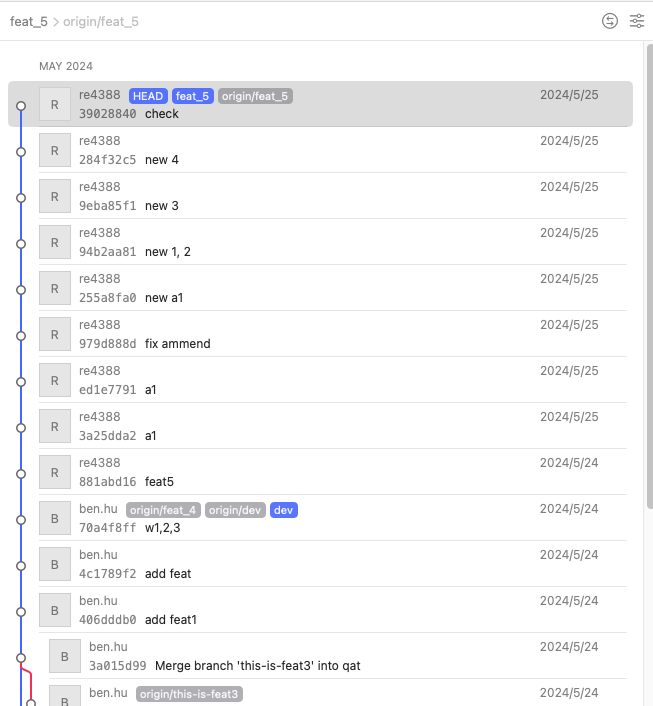 feat_5 > origin/feat_5
MAY 2024
R re4388 HEAD feat_5 origin/feat_5 2024/5/25
39028840 check
R re4388 2024/5/25
284f32c5 new 4
R re4388 2024/5/25
9eba85f1 new 3
R re4388 2024/5/25
94b2aa81 new 1, 2
R re4388 2024/5/25
255a8fa0 new a1
R re4388 2024/5/25
979d888d fix ammend
R re4388 2024/5/25
ed1e7791 a1
R re4388 2024/5/25
3a25dda2 a1
R re4388 2024/5/24
881abd16 feat5
B ben.hu origin/feat_4 origin/dev dev 2024/5/24
70a4f8ff w1,2,3
B ben.hu 2024/5/24
4c1789f2 add feat
B ben.hu 2024/5/24
406dddb0 add feat1
B ben.hu 2024/5/24
3a015d99 Merge branch 'this-is-feat3' into qat
B ben.hu origin/this-is-feat3 2024/5/24